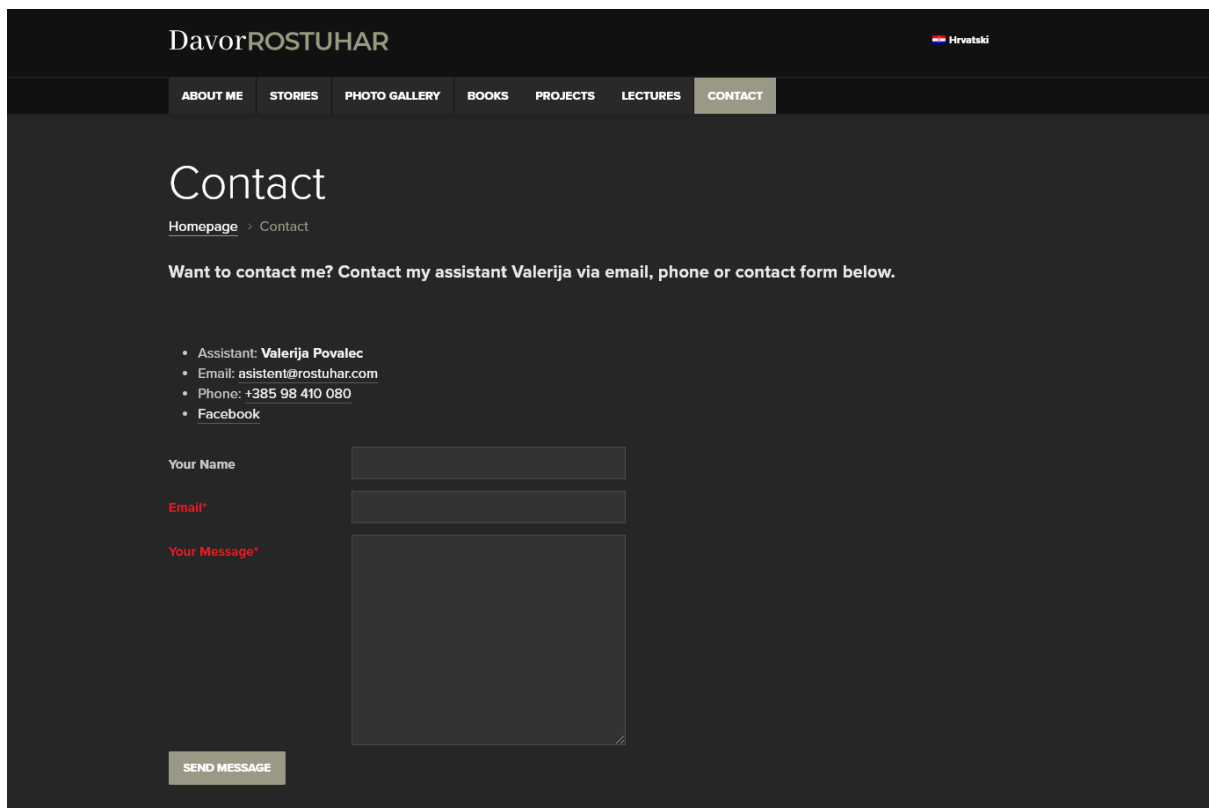 DavorROSTUHAR
Hrvatski
ABOUT ME STORIES PHOTO GALLERY BOOKS PROJECTS LECTURES CONTACT
Contact
Homepage › Contact
Want to contact me? Contact my assistant Valerija via email, phone or contact form below.
• Assistant: Valerija Povalec
• Email: asistent@rostuhar.com
• Phone: +385 98 410 080
• Facebook
Your Name
Email*
Your Message*
SEND MESSAGE